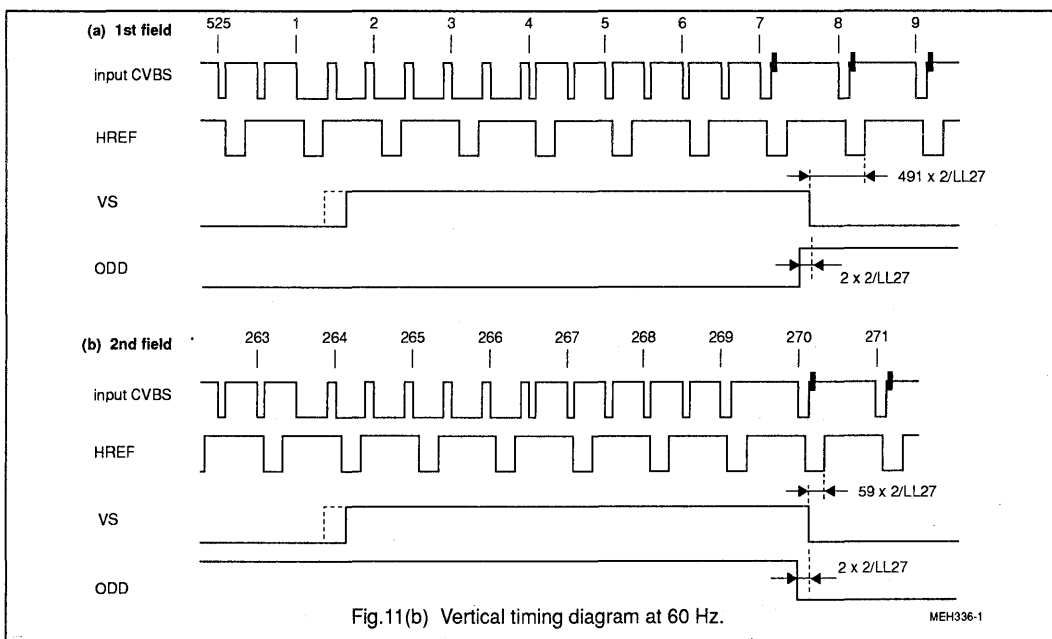 (a) 1st field 525 1 2 3 4 5 6 7 8 9
input CVBS
HREF
491 x 2/LL27
VS
ODD
2 x 2/LL27
(b) 2nd field 263 264 265 266 267 268 269 270 271
input CVBS
HREF
59 x 2/LL27
VS
2 x 2/LL27
ODD
Fig.11(b) Vertical timing diagram at 60 Hz.
MEH336-1